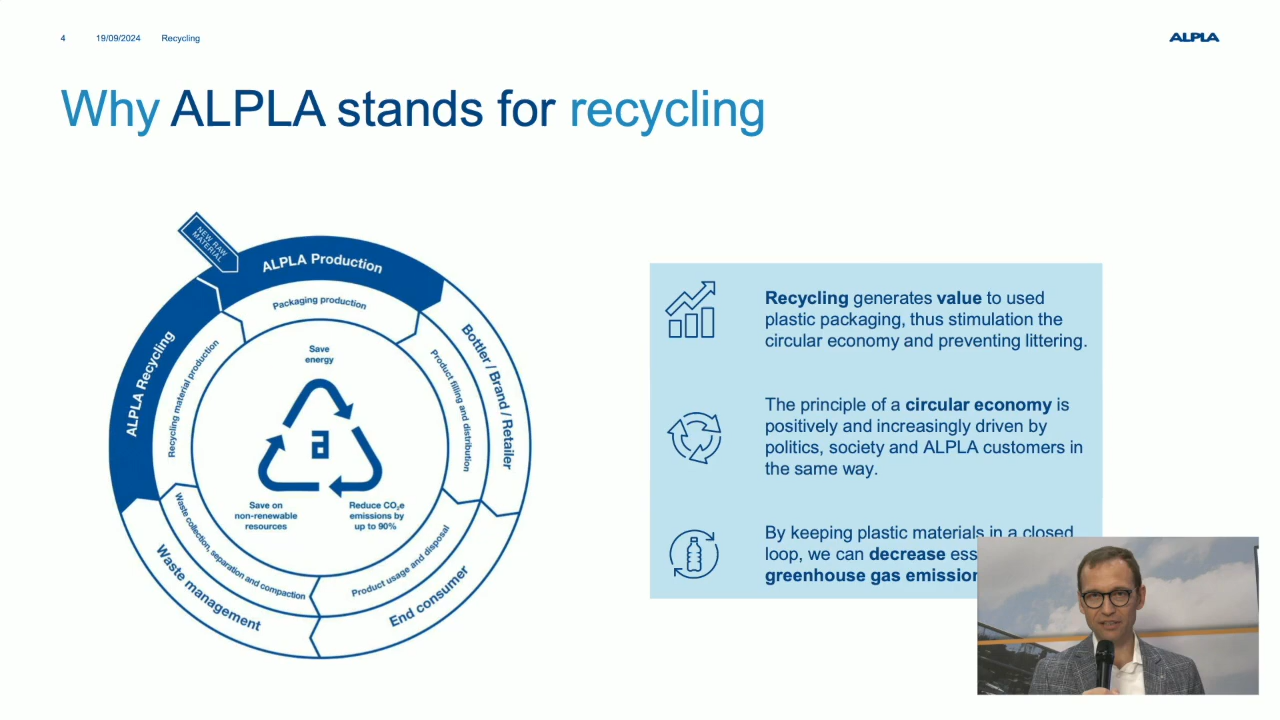 4 19/09/2024 Recycling
ALPLA
Why ALPLA stands for recycling
NEW RAW
MATERIAL
ALPLA Production
Packaging production
Bottler / Brand / Retailer
Product filling and distribution
End consumer
Product usage and disposal
Waste management
Waste collection, separation and compaction
ALPLA Recycling
Recycling material production
Save
energy
a
Save on
non-renewable
resources
Reduce CO₂e
emissions by
up to 90%
Recycling generates value to used
plastic packaging, thus stimulation the
circular economy and preventing littering.
The principle of a circular economy is
positively and increasingly driven by
politics, society and ALPLA customers in
the same way.
By keeping plastic materials in a closed
loop, we can decrease
greenhouse gas